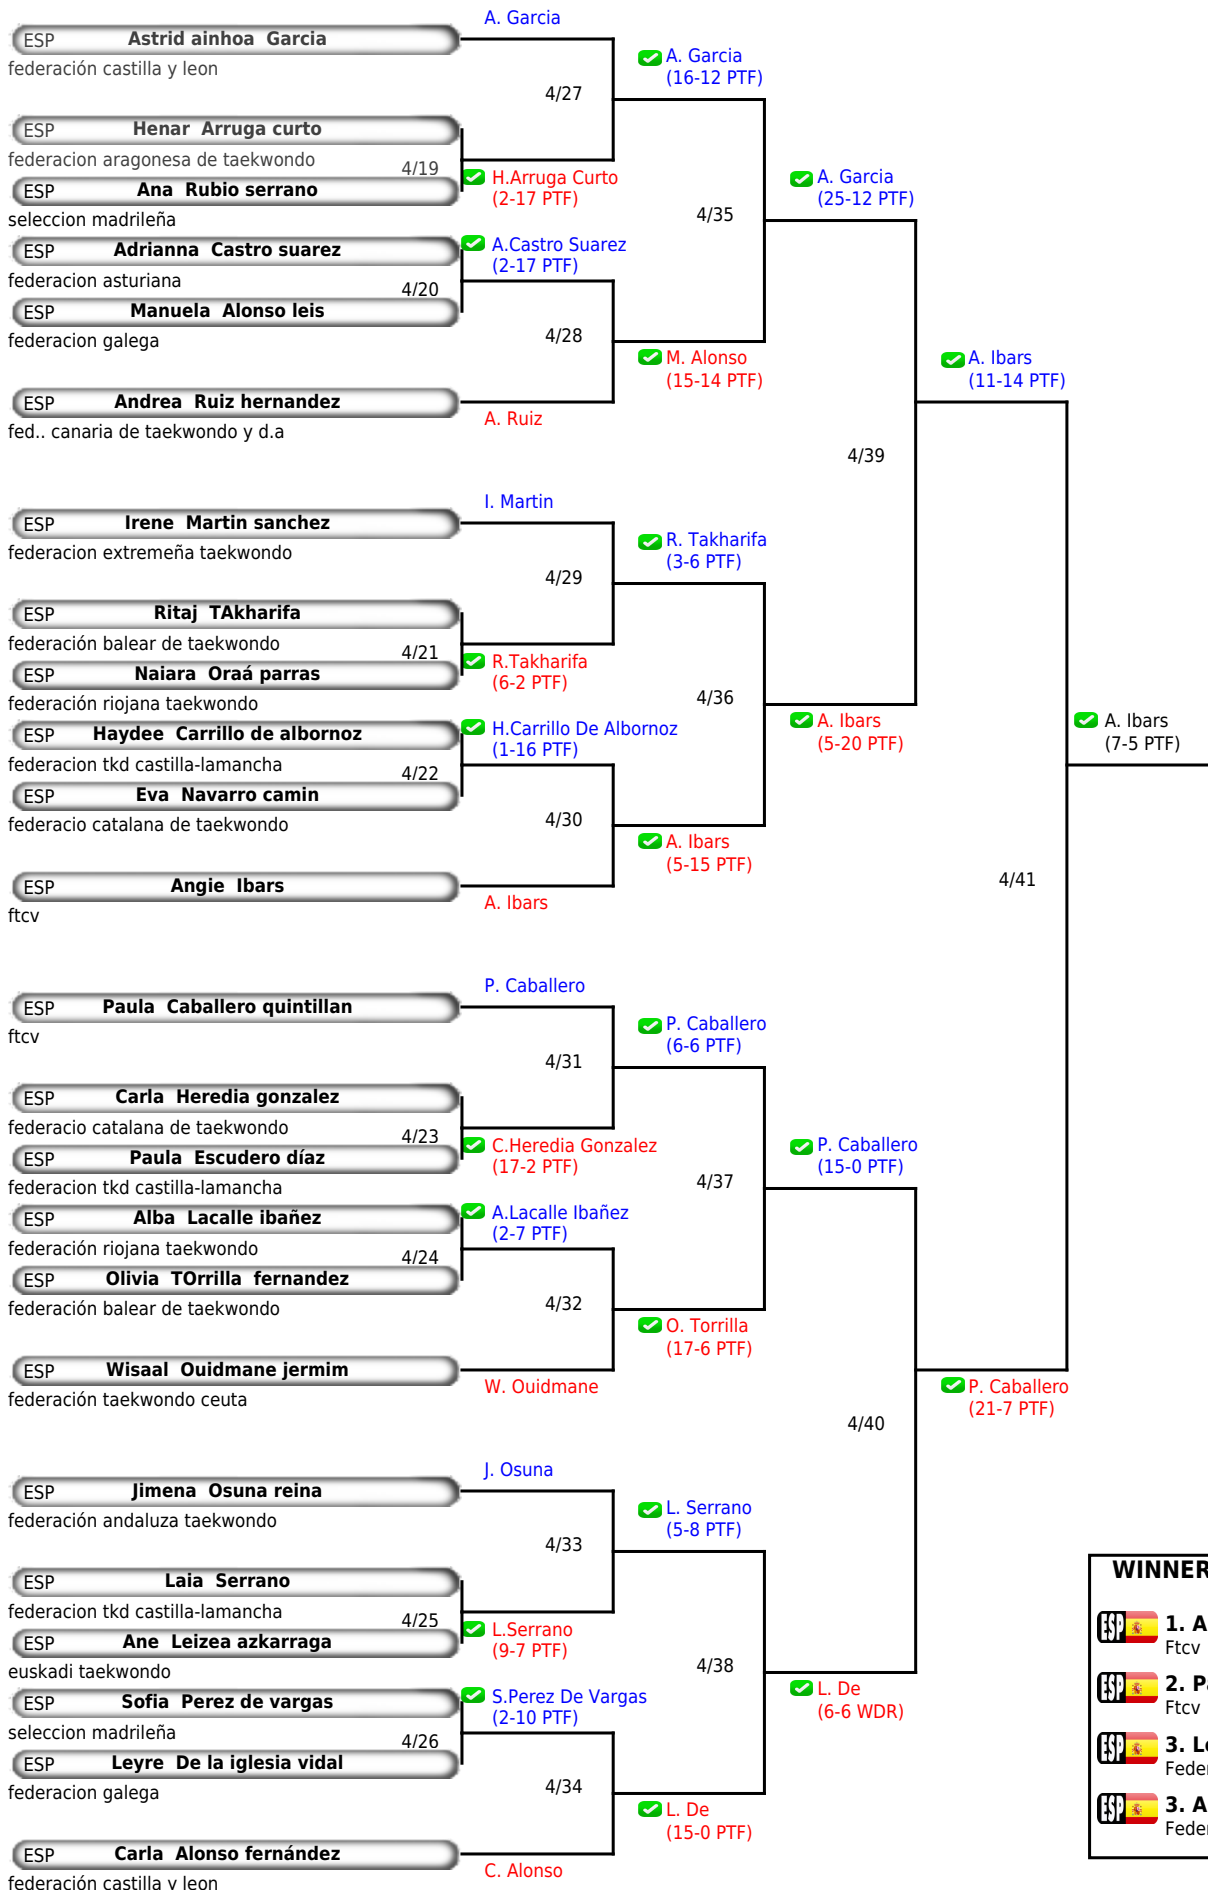 A. Garcia
ESP Astrid ainhoa Garcia
federación castilla y leon
A. Garcia
(16-12 PTF)
4/27
ESP Henar Arruga curto
federacion aragonesa de taekwondo
4/19
H.Arruga Curto
(2-17 PTF)
ESP Ana Rubio serrano
seleccion madrileña
A. Garcia
(25-12 PTF)
4/35
ESP Adrianna Castro suarez
federacion asturiana
A.Castro Suarez
(2-17 PTF)
4/20
ESP Manuela Alonso leis
federacion galega
4/28
M. Alonso
(15-14 PTF)
A. Ibars
(11-14 PTF)
ESP Andrea Ruiz hernandez
fed.. canaria de taekwondo y d.a
A. Ruiz
4/39
I. Martin
ESP Irene Martin sanchez
federacion extremeña taekwondo
R. Takharifa
(3-6 PTF)
4/29
ESP Ritaj TAkharifa
federación balear de taekwondo
4/21
R.Takharifa
(6-2 PTF)
ESP Naiara Oraá parras
federación riojana taekwondo
4/36
A. Ibars
(5-20 PTF)
A. Ibars
(7-5 PTF)
ESP Haydee Carrillo de albornoz
federacion tkd castilla-lamancha
H.Carrillo De Albornoz
(1-16 PTF)
4/22
ESP Eva Navarro camin
federacio catalana de taekwondo
4/30
A. Ibars
(5-15 PTF)
ESP Angie Ibars
ftcv
A. Ibars
4/41
P. Caballero
ESP Paula Caballero quintillan
ftcv
P. Caballero
(6-6 PTF)
4/31
ESP Carla Heredia gonzalez
federacio catalana de taekwondo
4/23
C.Heredia Gonzalez
(17-2 PTF)
ESP Paula Escudero díaz
federacion tkd castilla-lamancha
P. Caballero
(15-0 PTF)
4/37
ESP Alba Lacalle ibañez
federación riojana taekwondo
A.Lacalle Ibañez
(2-7 PTF)
4/24
ESP Olivia TOrrilla fernandez
federación balear de taekwondo
4/32
O. Torrilla
(17-6 PTF)
ESP Wisaal Ouidmane jermim
federación taekwondo ceuta
W. Ouidmane
P. Caballero
(21-7 PTF)
4/40
J. Osuna
ESP Jimena Osuna reina
federación andaluza taekwondo
L. Serrano
(5-8 PTF)
4/33
ESP Laia Serrano
federacion tkd castilla-lamancha
4/25
L.Serrano
(9-7 PTF)
ESP Ane Leizea azkarraga
euskadi taekwondo
4/38
L. De
(6-6 WDR)
ESP Sofia Perez de vargas
seleccion madrileña
S.Perez De Vargas
(2-10 PTF)
4/26
ESP Leyre De la iglesia vidal
federacion galega
4/34
L. De
(15-0 PTF)
ESP Carla Alonso fernández
federación castilla y leon
C. Alonso
WINNER
ESP 1. A
Ftcv
ESP 2. Pa
Ftcv
ESP 3. Le
Feder
ESP 3. A
Feder